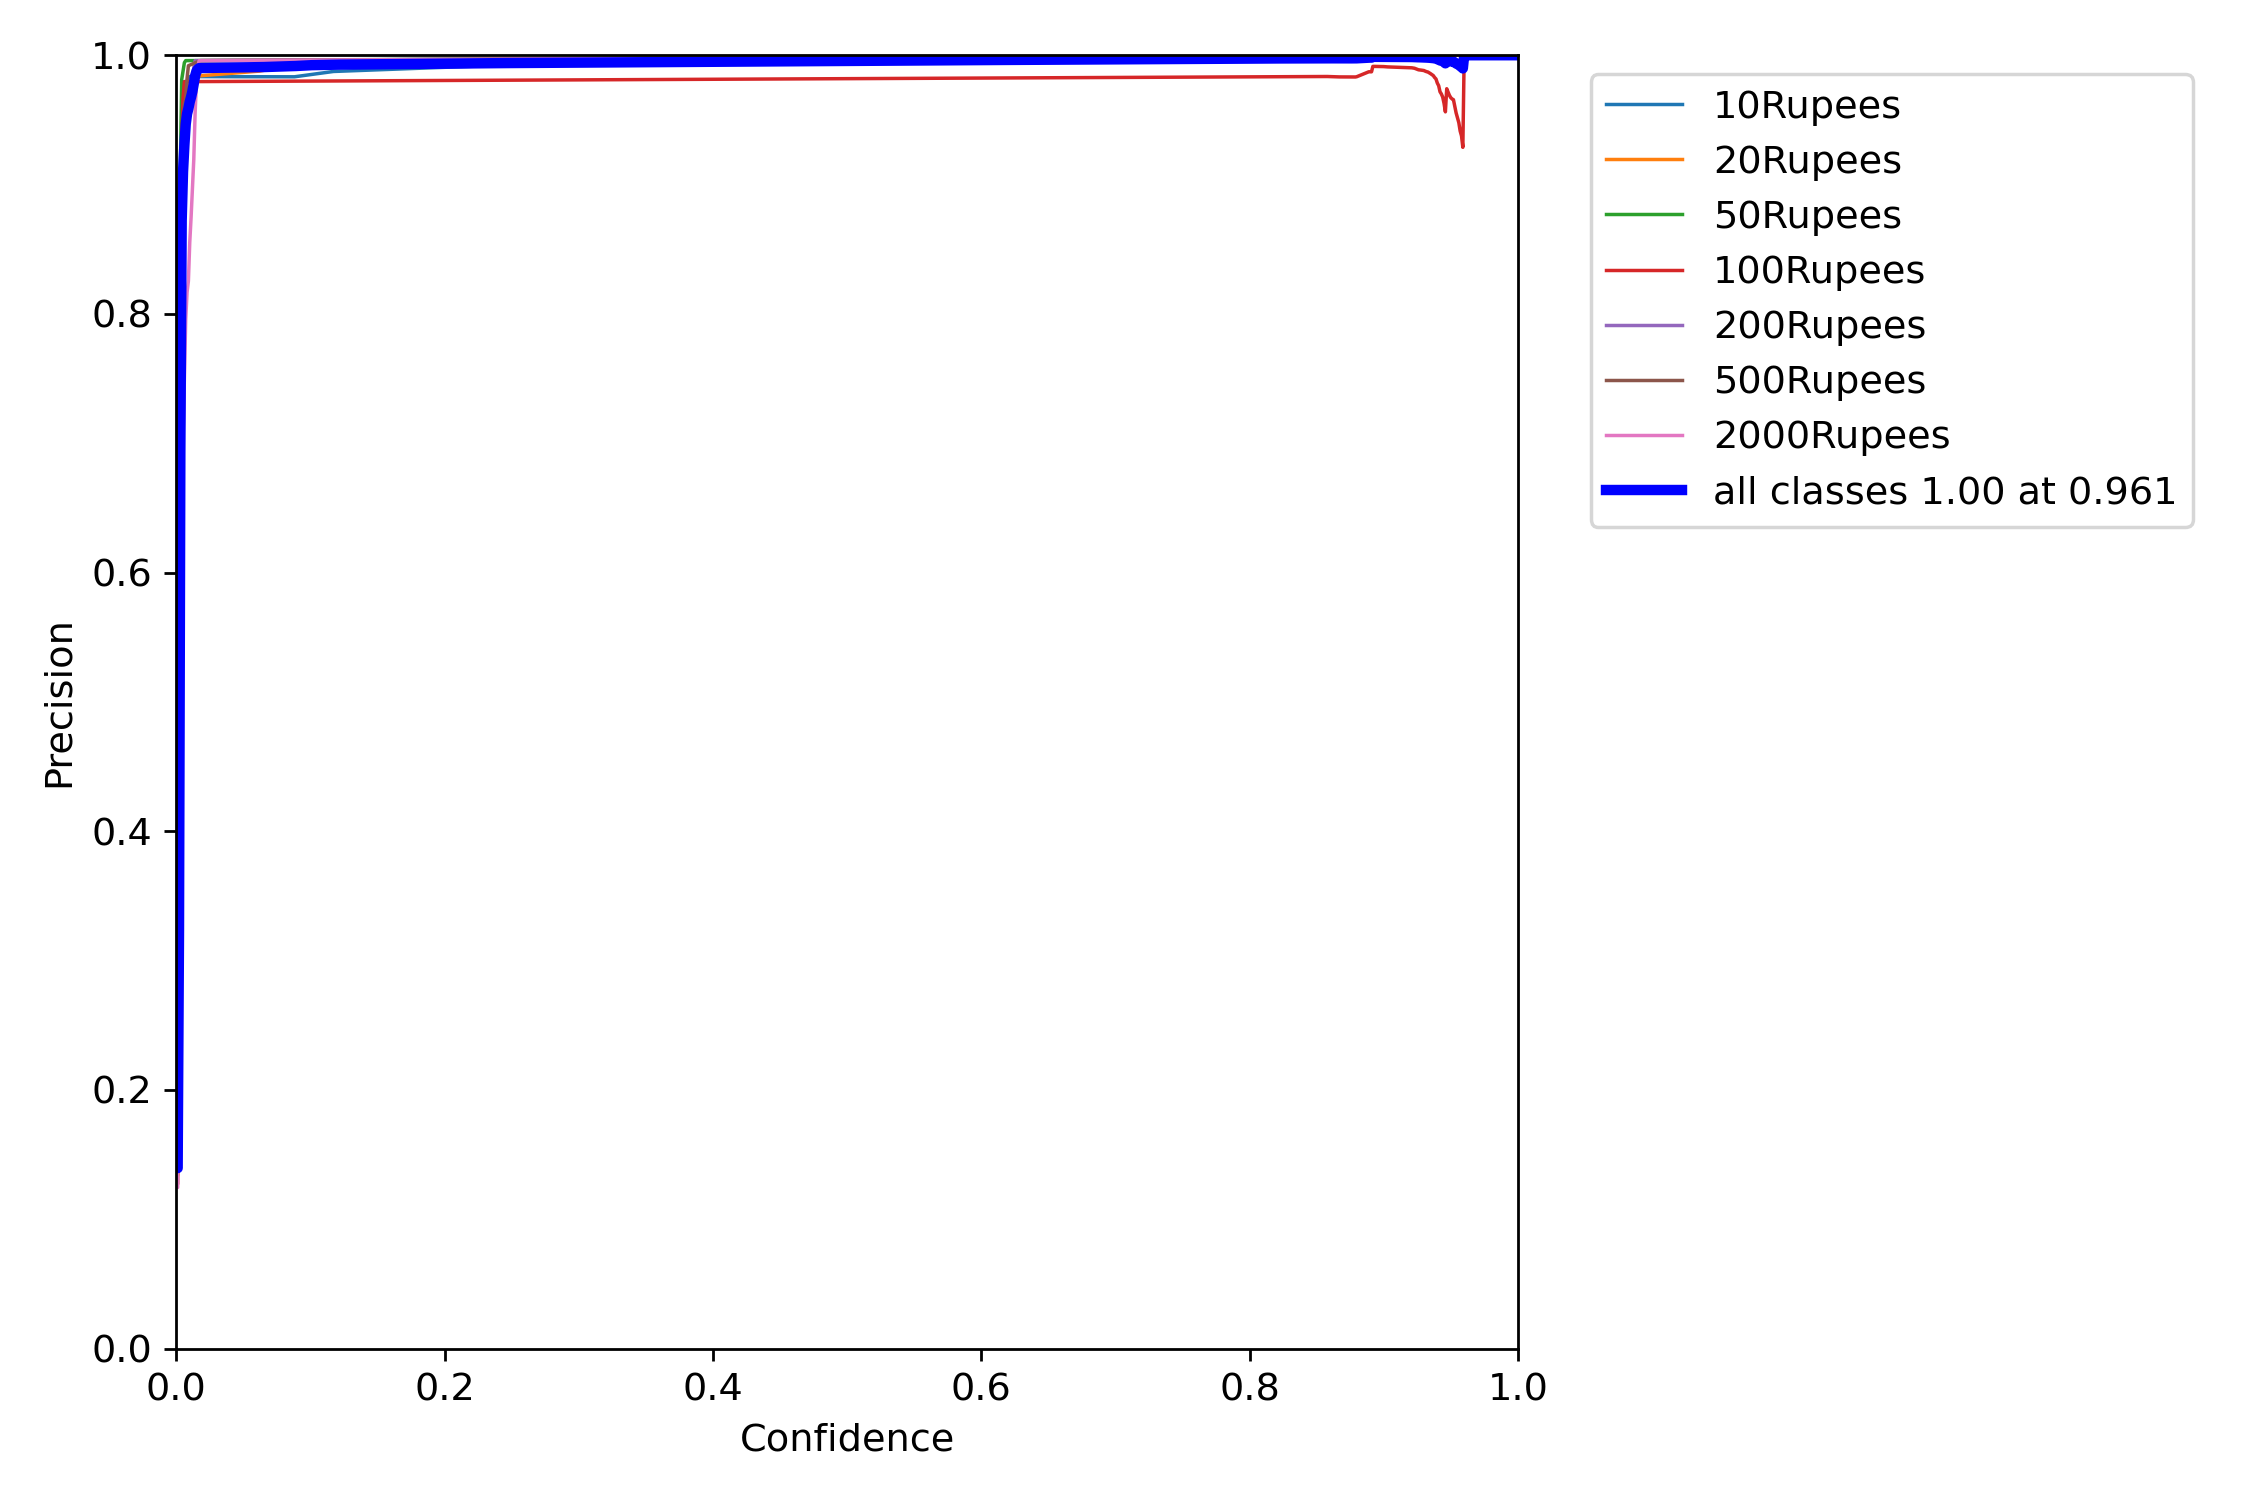 1.0
0.8
0.6
0.4
0.2
0.0
Precision
0.0 0.2 0.4 0.6 0.8 1.0
Confidence
10Rupees
20Rupees
50Rupees
100Rupees
200Rupees
500Rupees
2000Rupees
all classes 1.00 at 0.961